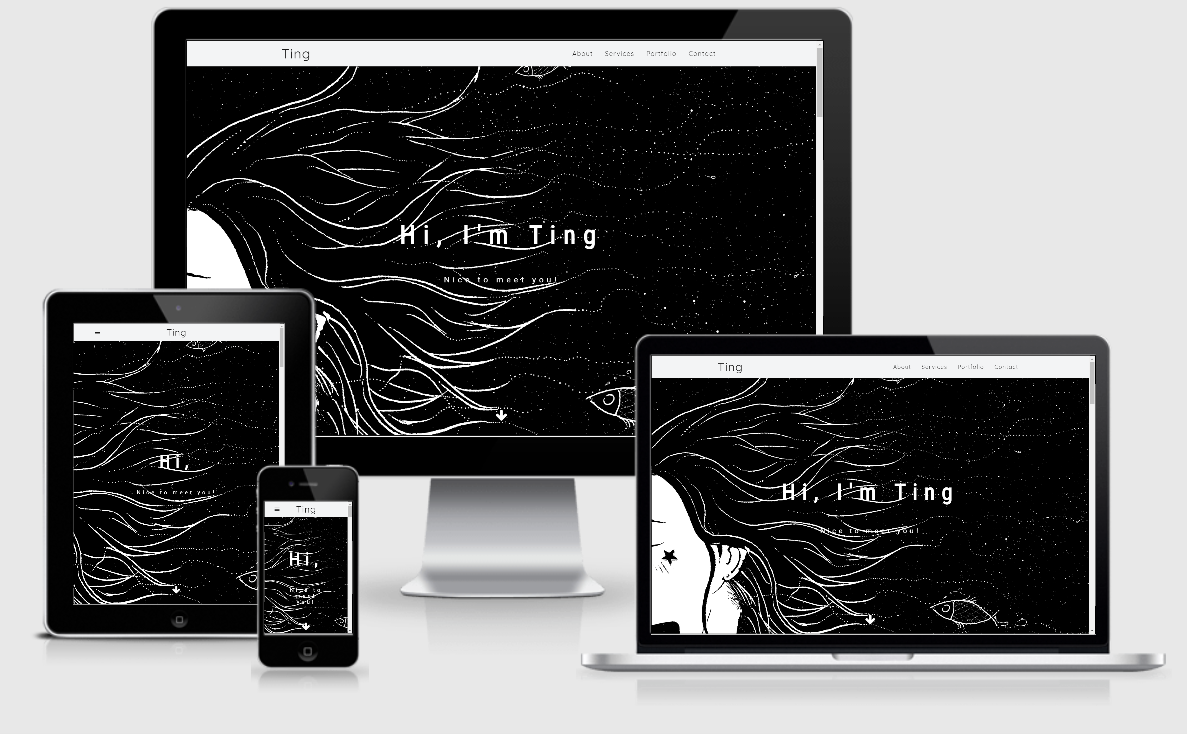 Ting
About Services Portfolio Contact
Hi, I'm Ting
Nice to meet you!
Ting
Hi,
Nice to meet you!
Ting
Hi,
Nice to
meet
you!
Ting
About Services Portfolio Contact
Hi, I'm Ting
Nice to meet you!